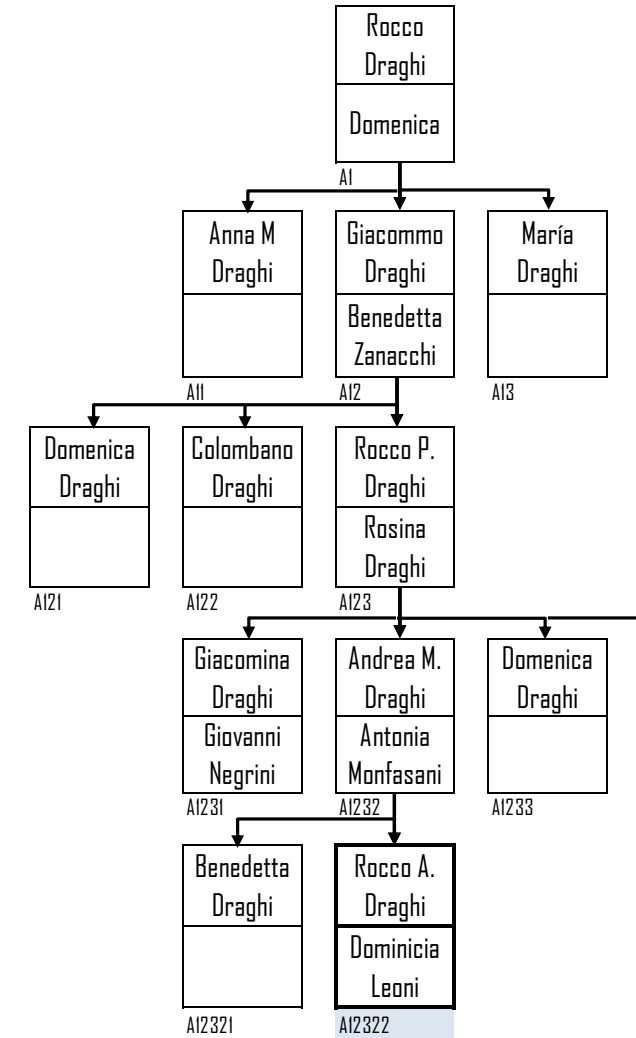 Rocco
Draghi
Domenica
A1
Anna M
Draghi
A11
Giacommo
Draghi
Benedetta
Zanacchi
A12
María
Draghi
A13
Domenica
Draghi
A121
Colombano
Draghi
A122
Rocco P.
Draghi
Rosina
Draghi
A123
Giacomina
Draghi
Giovanni
Negrini
A1231
Andrea M.
Draghi
Antonia
Monfasani
A1232
Domenica
Draghi
A1233
Benedetta
Draghi
A12321
Rocco A.
Draghi
Dominicia
Leoni
A12322